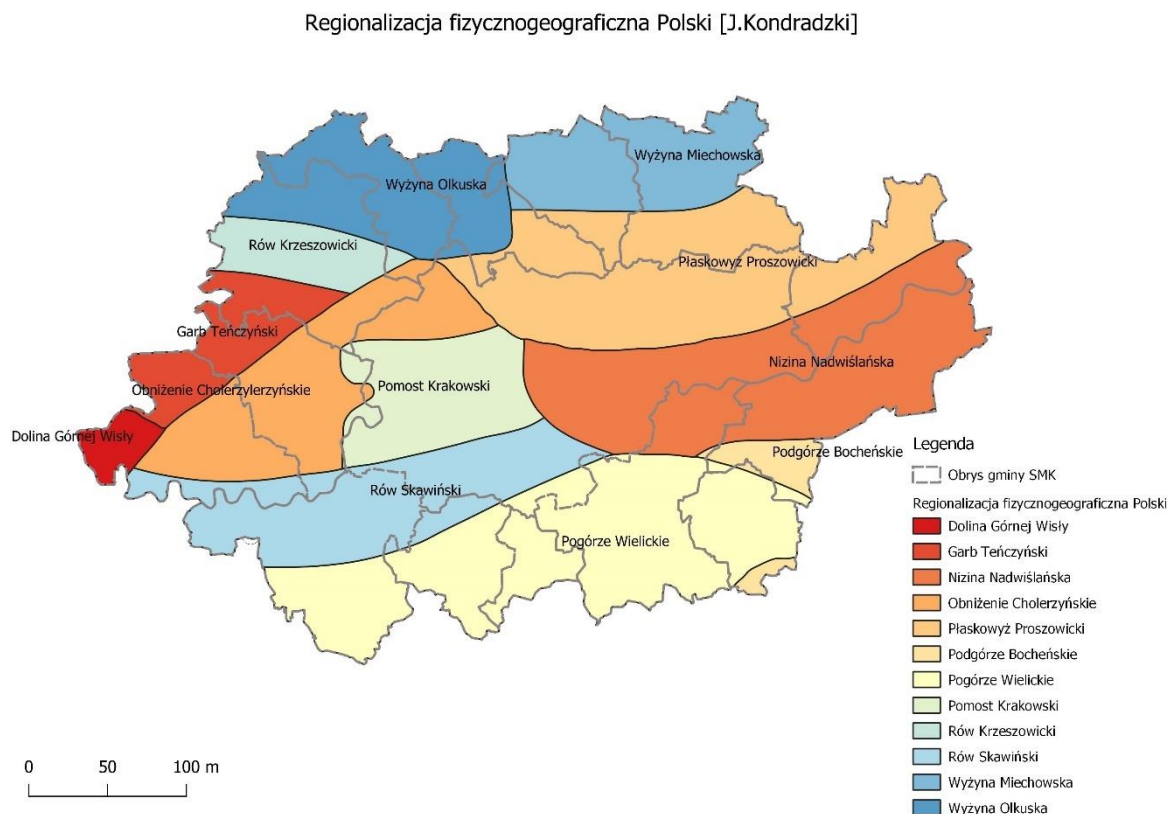 Regionalizacja fizycznogeograficzna Polski [J.Kondradzki]
Wyżyna Miechowska
Wyżyna Olkuska
Rów Krzeszowicki
Płaskowyż Proszowicki
Garb Teńczyński
Nizina Nadwiślańska
Obniżenie Cholerzylerzyńskie
Pomost Krakowski
Dolina Górnej Wisły
Podgórze Bocheńskie
Rów Skawiński
Pogórze Wielickie
Legenda
Obrys gminy SMK
Regionalizacja fizycznogeograficzna Polski
Dolina Górnej Wisły
Garb Teńczyński
Nizina Nadwiślańska
Obniżenie Cholerzyńskie
Płaskowyż Proszowicki
Podgórze Bocheńskie
Pogórze Wielickie
Pomost Krakowski
Rów Krzeszowicki
Rów Skawiński
Wyżyna Miechowska
Wyżyna Olkuska
0 50 100 m